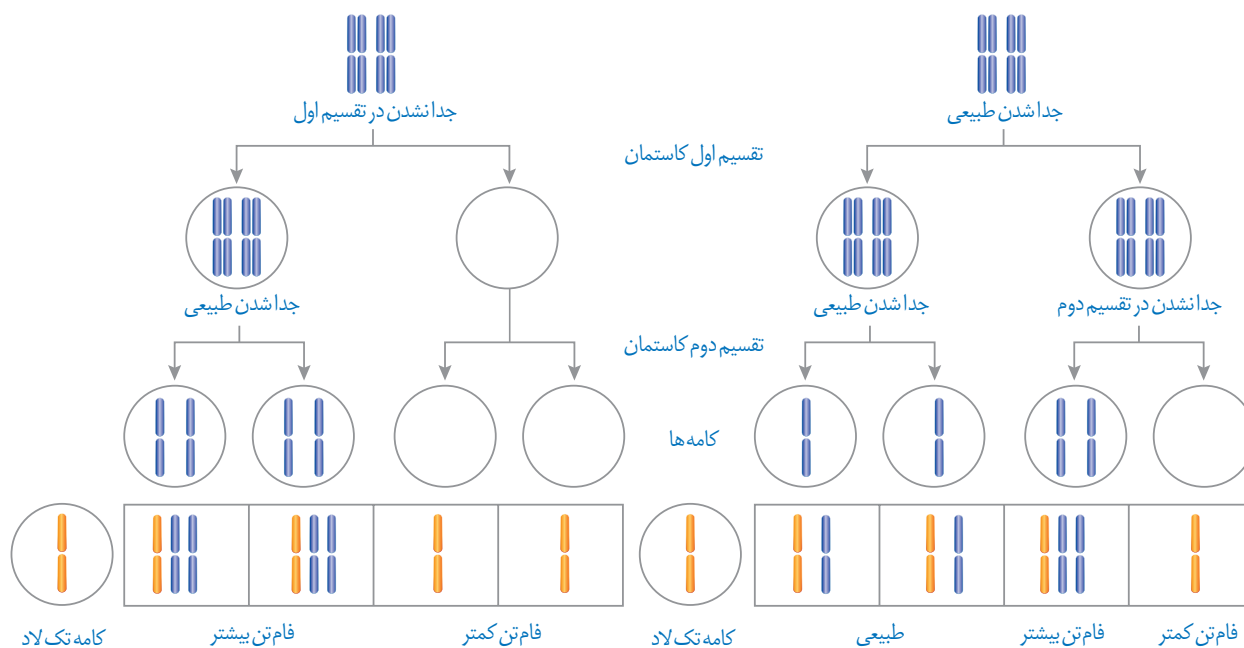 جدا شدن طبیعی
جدا نشدن در تقسیم اول
تقسیم اول کاستمان
جدا نشدن در تقسیم دوم
جدا شدن طبیعی
جدا شدن طبیعی
تقسیم دوم کاستمان
کامه‌ها
فام‌تن کمتر
فام‌تن بیشتر
طبیعی
کامه تک‌لاد
فام‌تن کمتر
فام‌تن بیشتر
کامه تک‌لاد